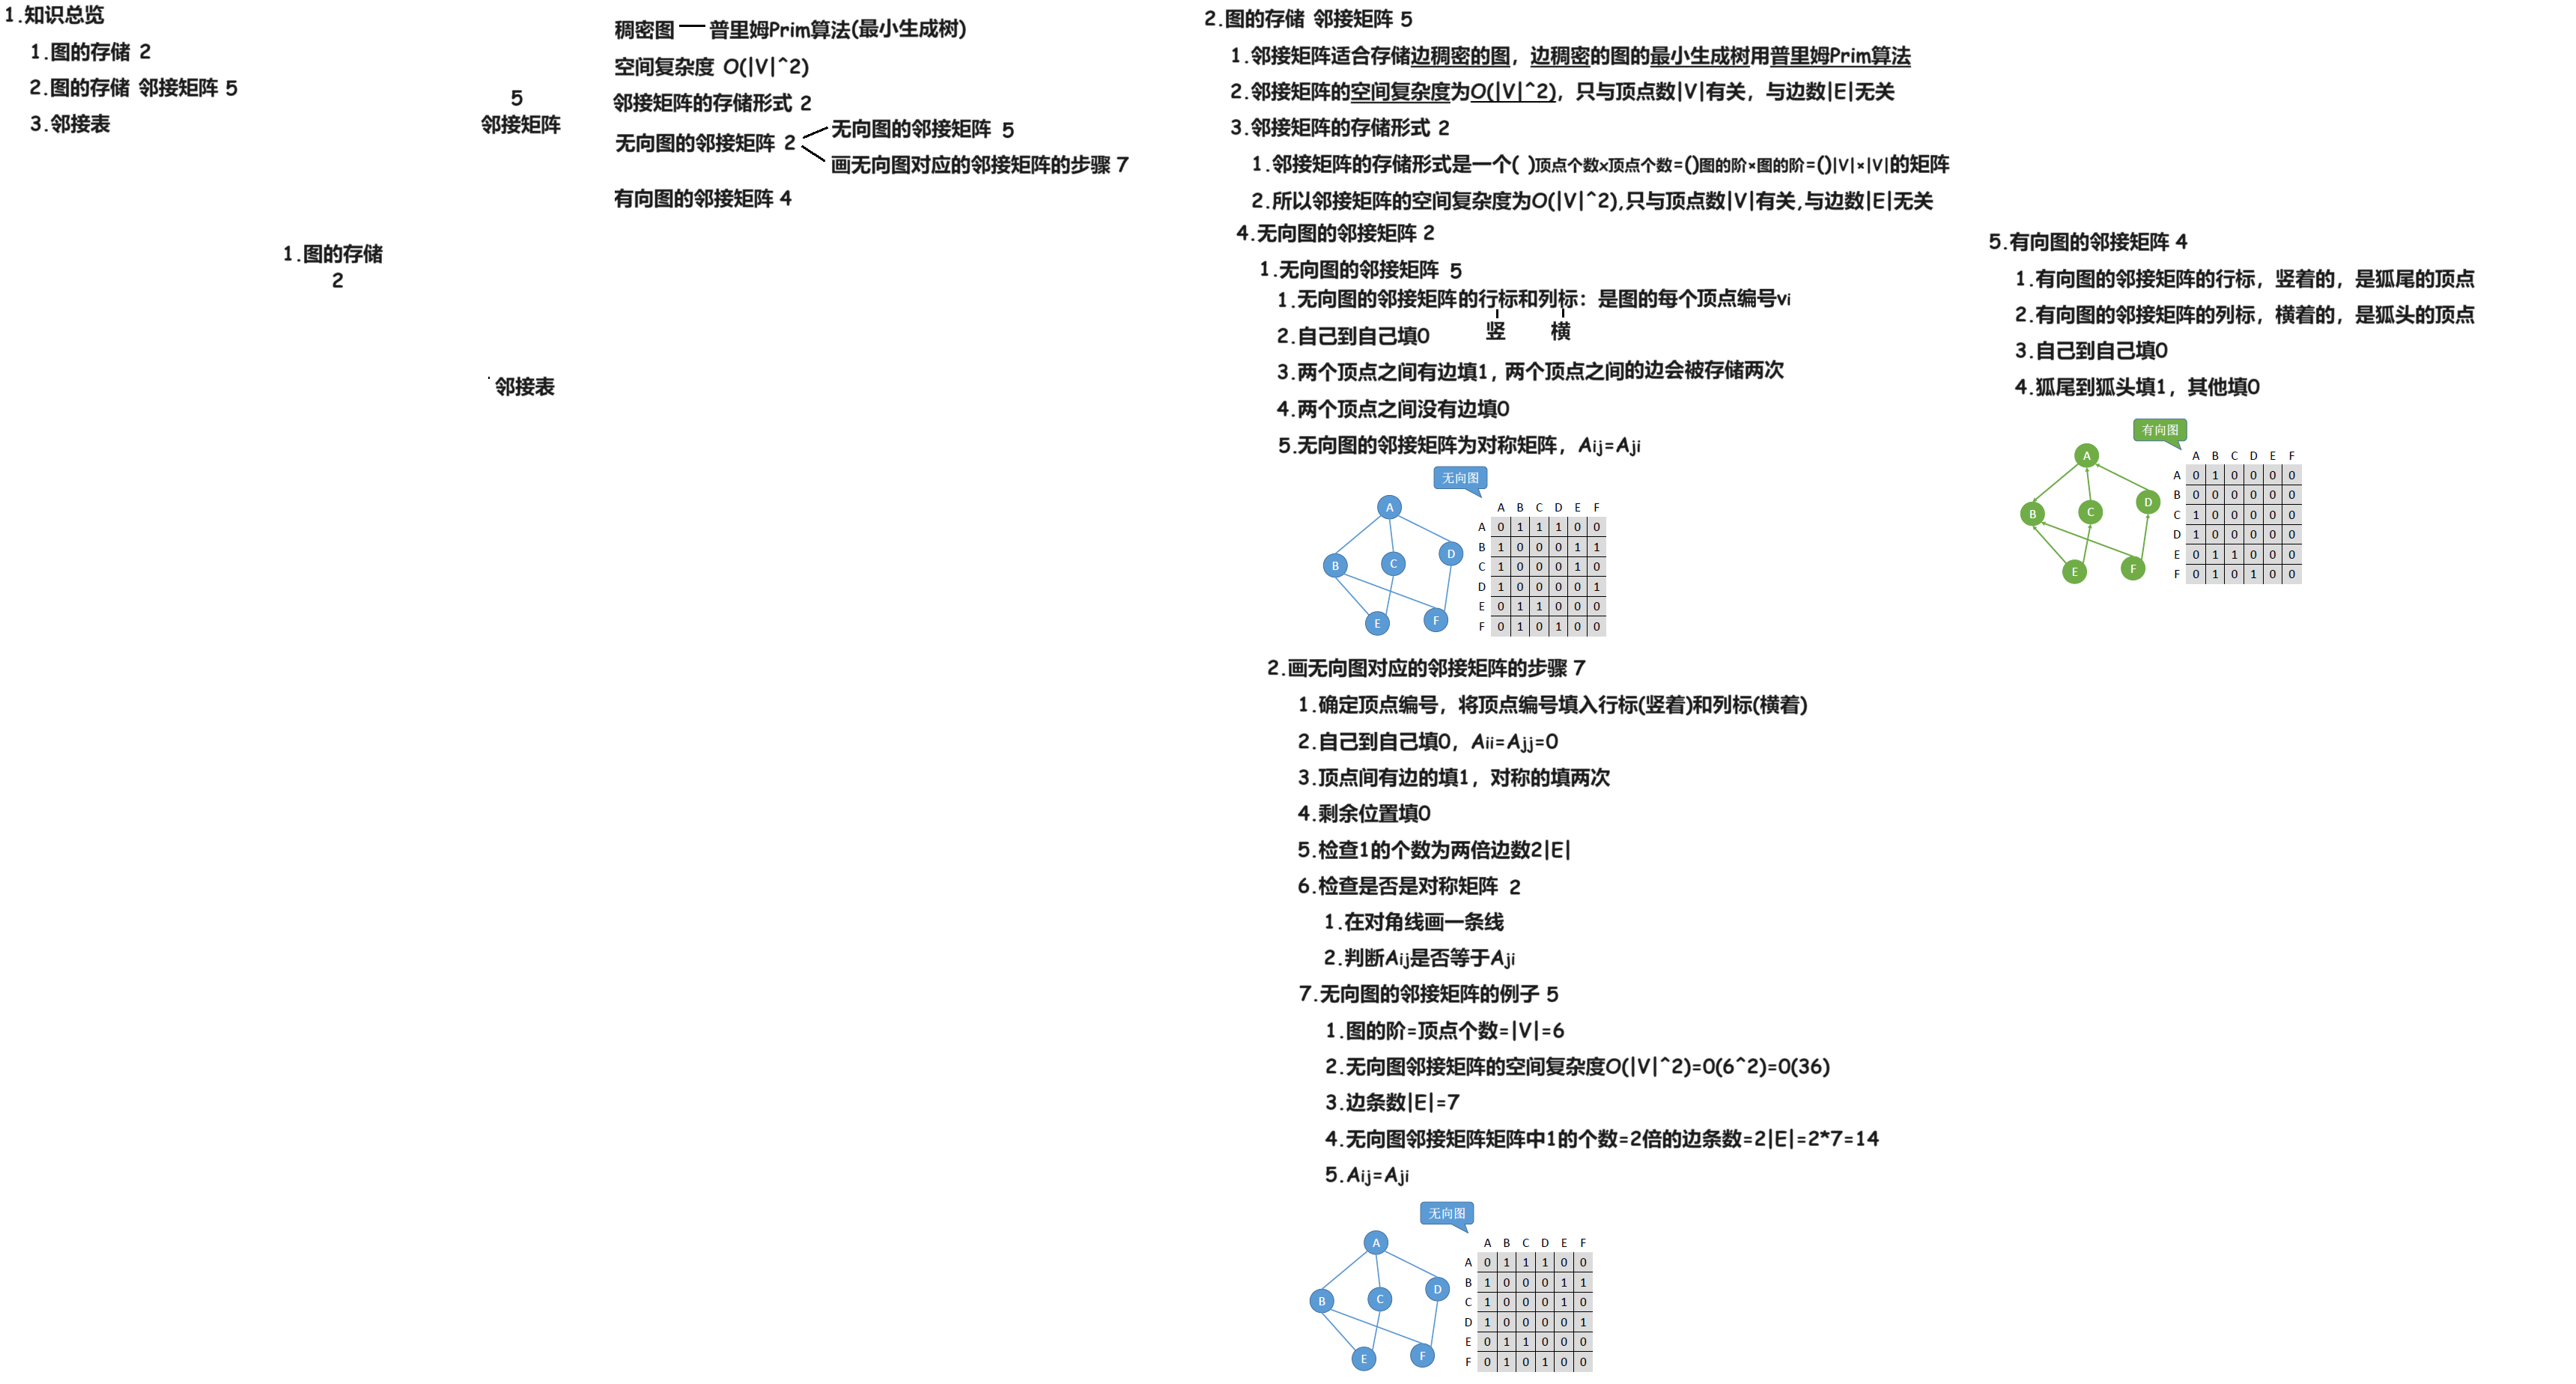 1.知识总览
1.图的存储 2
2.图的存储 邻接矩阵 5
3.邻接表
1.图的存储
2
5
邻接矩阵
邻接表
稠密图 — 普里姆Prim算法(最小生成树)
空间复杂度 O(|V|^2)
邻接矩阵的存储形式 2
无向图的邻接矩阵 2
无向图的邻接矩阵 5
画无向图对应的邻接矩阵的步骤 7
有向图的邻接矩阵 4
2.图的存储 邻接矩阵 5
1.邻接矩阵适合存储边稠密的图，边稠密的图的最小生成树用普里姆Prim算法
2.邻接矩阵的空间复杂度为O(|V|^2)，只与顶点数|V|有关，与边数|E|无关
3.邻接矩阵的存储形式 2
1.邻接矩阵的存储形式是一个( )顶点个数×顶点个数=()图的阶*图的阶=()|V|*|V|的矩阵
2.所以邻接矩阵的空间复杂度为O(|V|^2),只与顶点数|V|有关,与边数|E|无关
4.无向图的邻接矩阵 2
1.无向图的邻接矩阵 5
1.无向图的邻接矩阵的行标和列标：是图的每个顶点编号vi
竖 横
2.自己到自己填0
3.两个顶点之间有边填1，两个顶点之间的边会被存储两次
4.两个顶点之间没有边填0
5.无向图的邻接矩阵为对称矩阵，Aij=Aji
无向图
A
B
C
D
E
F
A B C D E F
A 0 1 1 1 0 0
B 1 0 0 0 1 1
C 1 0 0 0 1 0
D 1 0 0 0 0 1
E 0 1 1 0 0 0
F 0 1 0 1 0 0
2.画无向图对应的邻接矩阵的步骤 7
1.确定顶点编号，将顶点编号填入行标(竖着)和列标(横着)
2.自己到自己填0，Aii=Ajj=0
3.顶点间有边的填1，对称的填两次
4.剩余位置填0
5.检查1的个数为两倍边数2|E|
6.检查是否是对称矩阵 2
1.在对角线画一条线
2.判断Aij是否等于Aji
7.无向图的邻接矩阵的例子 5
1.图的阶=顶点个数=|V|=6
2.无向图邻接矩阵的空间复杂度O(|V|^2)=0(6^2)=0(36)
3.边条数|E|=7
4.无向图邻接矩阵矩阵中1的个数=2倍的边条数=2|E|=2*7=14
5.Aij=Aji
无向图
A
B
C
D
E
F
A B C D E F
A 0 1 1 1 0 0
B 1 0 0 0 1 1
C 1 0 0 0 1 0
D 1 0 0 0 0 1
E 0 1 1 0 0 0
F 0 1 0 1 0 0
5.有向图的邻接矩阵 4
1.有向图的邻接矩阵的行标，竖着的，是狐尾的顶点
2.有向图的邻接矩阵的列标，横着的，是狐头的顶点
3.自己到自己填0
4.狐尾到狐头填1，其他填0
有向图
A
B
C
D
E
F
A B C D E F
A 0 1 0 0 0 0
B 0 0 0 0 0 0
C 1 0 0 0 0 0
D 1 0 0 0 0 0
E 0 1 1 0 0 0
F 0 1 0 1 0 0